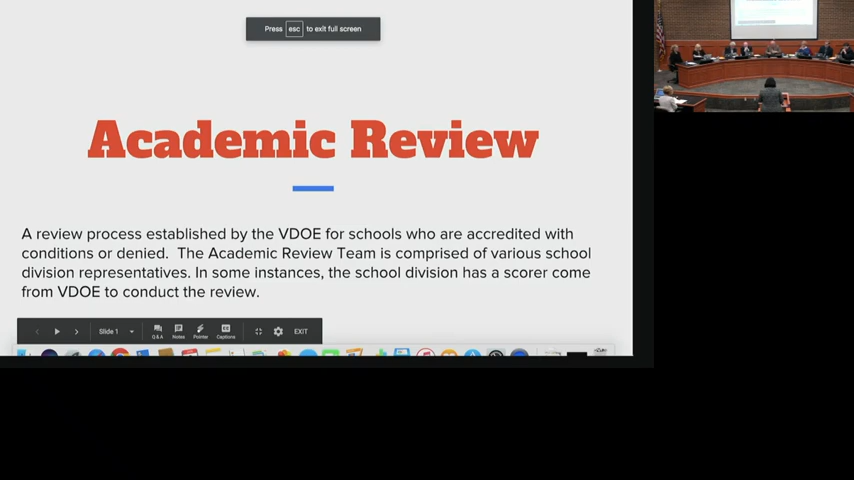 Press esc to exit full screen
Academic Review
A review process established by the VDOE for schools who are accredited with
conditions or denied. The Academic Review Team is comprised of various school
division representatives. In some instances, the school division has a scorer come
from VDOE to conduct the review.
Slide 1
Q & A
Notes
Pointer
Captions
EXIT